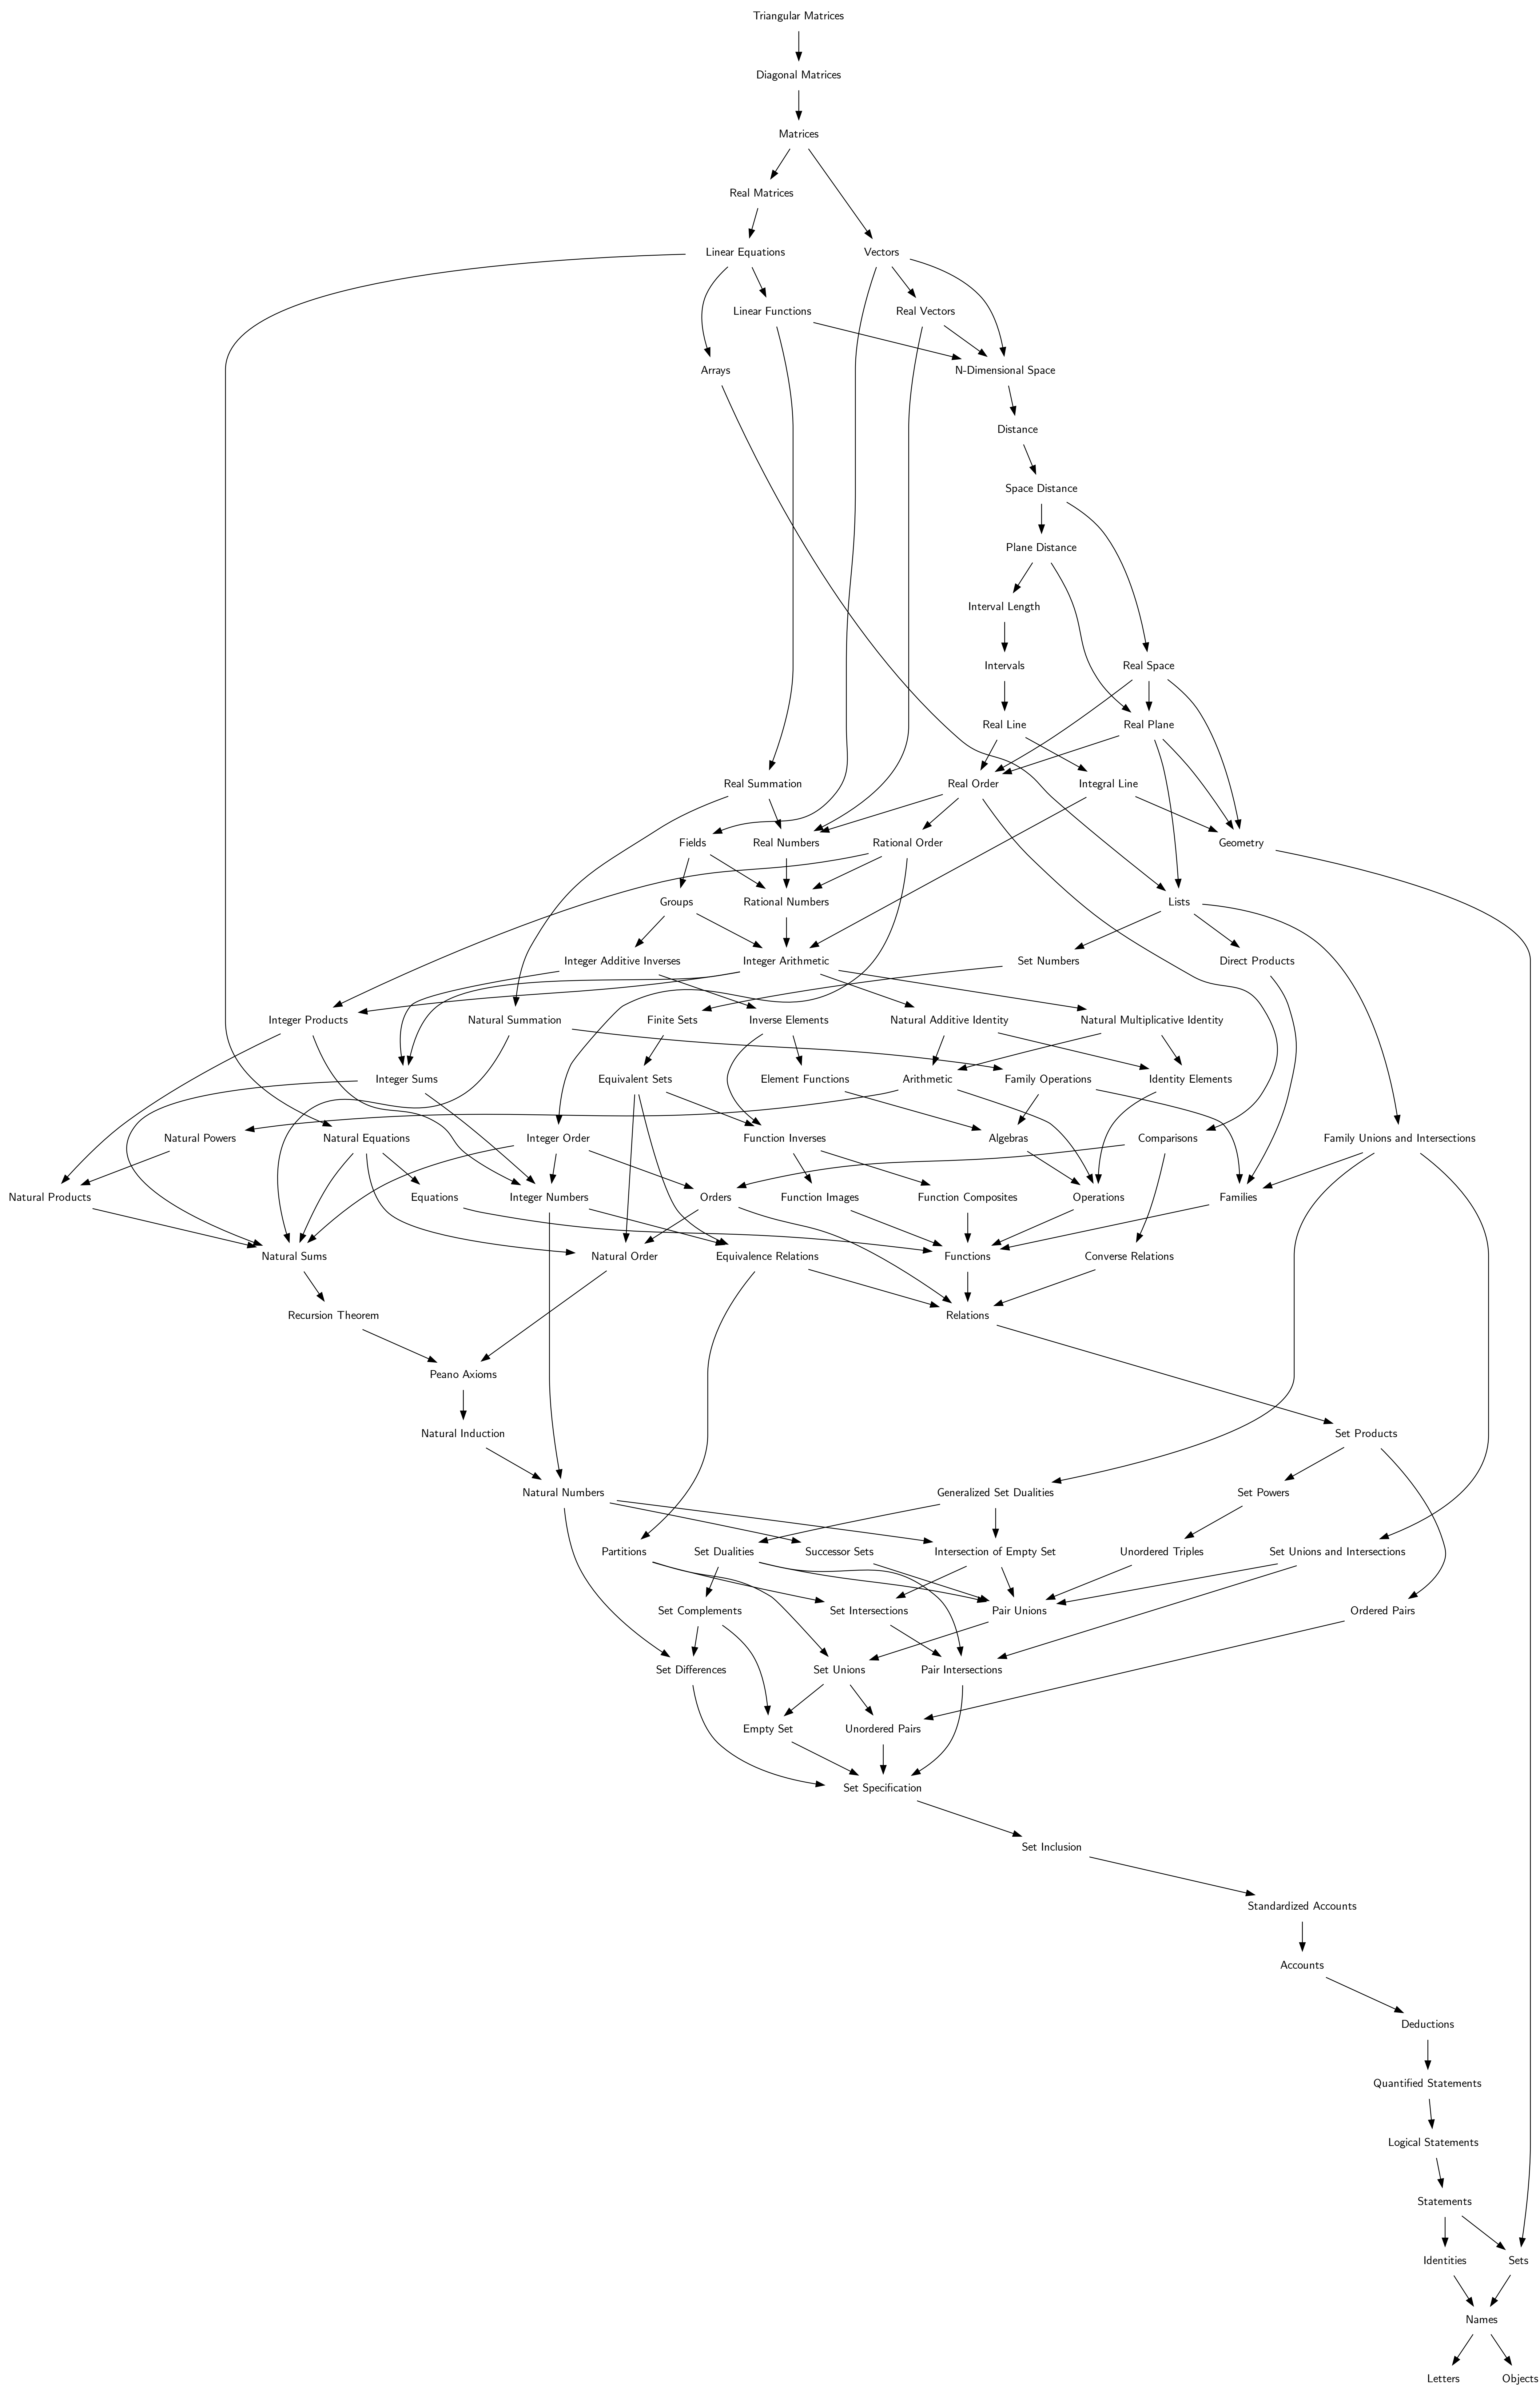 Triangular Matrices
Diagonal Matrices
Matrices
Real Matrices
Linear Equations
Vectors
Linear Functions
Real Vectors
Arrays
N-Dimensional Space
Distance
Space Distance
Plane Distance
Interval Length
Intervals
Real Space
Real Line
Real Plane
Real Summation
Real Order
Integral Line
Fields
Real Numbers
Rational Order
Geometry
Groups
Rational Numbers
Lists
Integer Additive Inverses
Integer Arithmetic
Set Numbers
Direct Products
Integer Products
Natural Summation
Finite Sets
Inverse Elements
Natural Additive Identity
Natural Multiplicative Identity
Integer Sums
Equivalent Sets
Element Functions
Arithmetic
Family Operations
Identity Elements
Natural Powers
Natural Equations
Integer Order
Function Inverses
Algebras
Comparisons
Family Unions and Intersections
Natural Products
Equations
Integer Numbers
Orders
Function Images
Function Composites
Operations
Families
Natural Sums
Natural Order
Equivalence Relations
Functions
Converse Relations
Recursion Theorem
Relations
Peano Axioms
Natural Induction
Set Products
Natural Numbers
Generalized Set Dualities
Set Powers
Partitions
Set Dualities
Successor Sets
Intersection of Empty Set
Unordered Triples
Set Unions and Intersections
Set Complements
Set Intersections
Pair Unions
Ordered Pairs
Set Differences
Set Unions
Pair Intersections
Empty Set
Unordered Pairs
Set Specification
Set Inclusion
Standardized Accounts
Accounts
Deductions
Quantified Statements
Logical Statements
Statements
Identities
Sets
Names
Letters
Objects